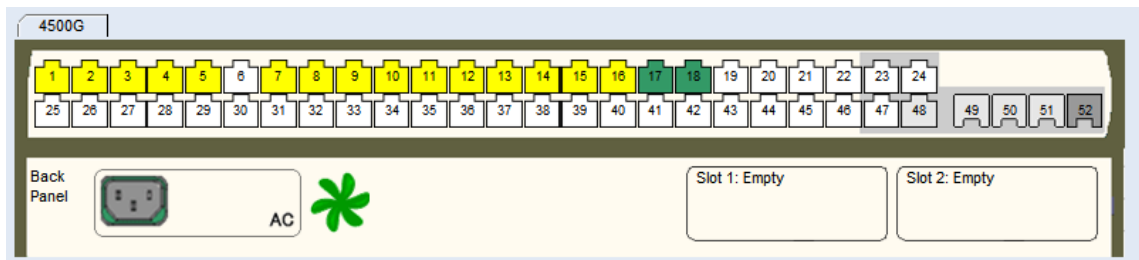 4500G
1 2 3 4 5 6 7 8 9 10 11 12 13 14 15 16 17 18 19 20 21 22 23 24
25 26 27 28 29 30 31 32 33 34 35 36 37 38 39 40 41 42 43 44 45 46 47 48 49 50 51 52
Back
Panel
AC
Slot 1: Empty
Slot 2: Empty